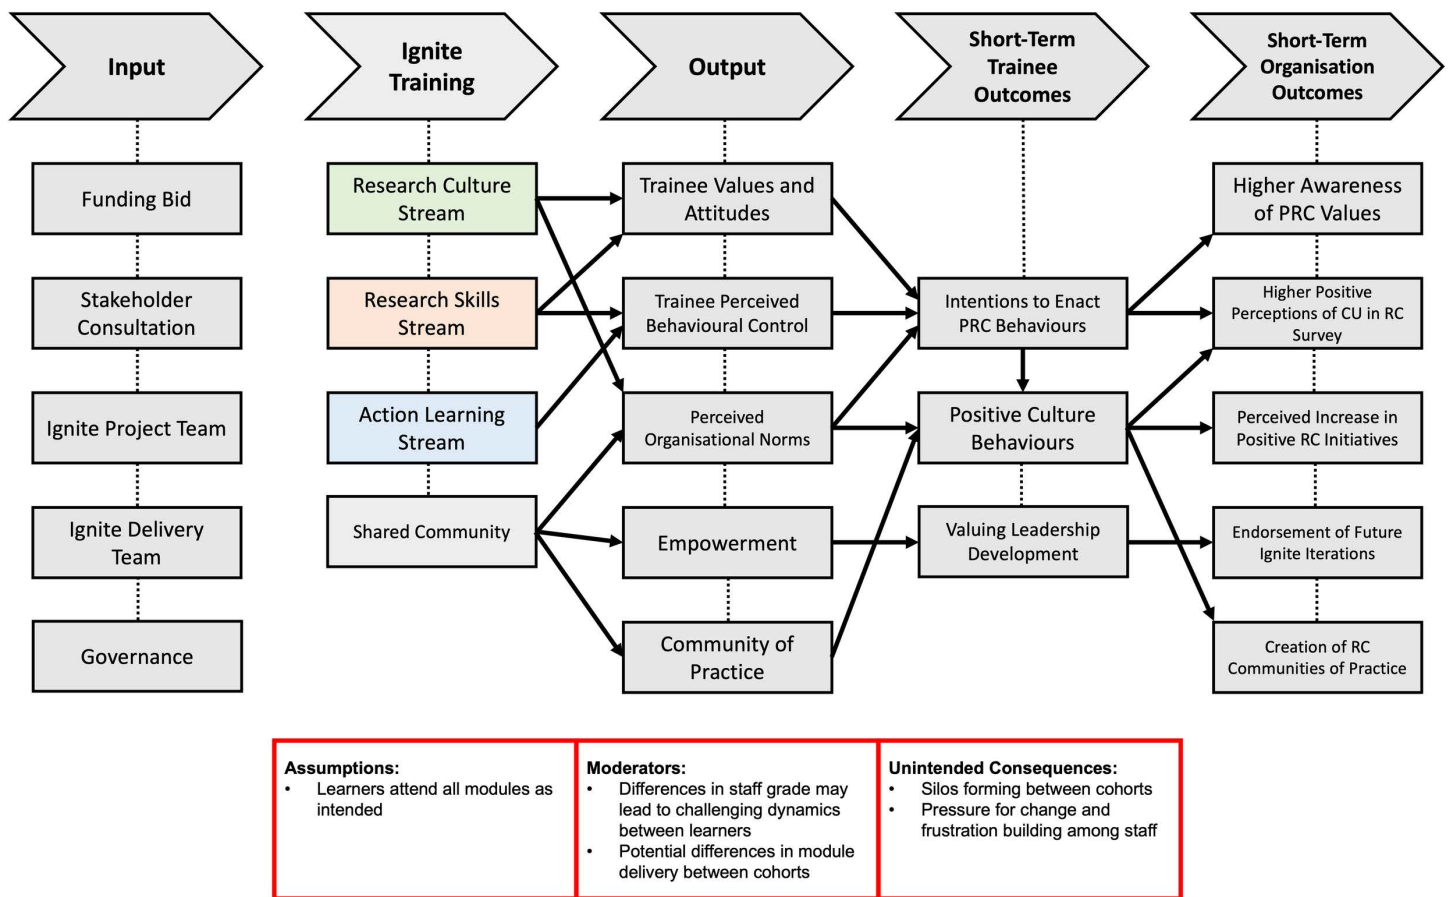 Input
Ignite
Training
Output
Short-Term
Trainee
Outcomes
Short-Term
Organisation
Outcomes
Funding Bid
Stakeholder
Consultation
Ignite Project Team
Ignite Delivery
Team
Governance
Research Culture
Stream
Research Skills
Stream
Action Learning
Stream
Shared Community
Trainee Values and
Attitudes
Trainee Perceived
Behavioural Control
Perceived
Organisational Norms
Empowerment
Community of
Practice
Intentions to Enact
PRC Behaviours
Positive Culture
Behaviours
Valuing Leadership
Development
Higher Awareness
of PRC Values
Higher Positive
Perceptions of CU in RC
Survey
Perceived Increase in
Positive RC Initiatives
Endorsement of Future
Ignite Iterations
Creation of RC
Communities of Practice
Assumptions:
• Learners attend all modules as
intended
Moderators:
• Differences in staff grade may
lead to challenging dynamics
between learners
• Potential differences in module
delivery between cohorts
Unintended Consequences:
• Silos forming between cohorts
• Pressure for change and
frustration building among staff